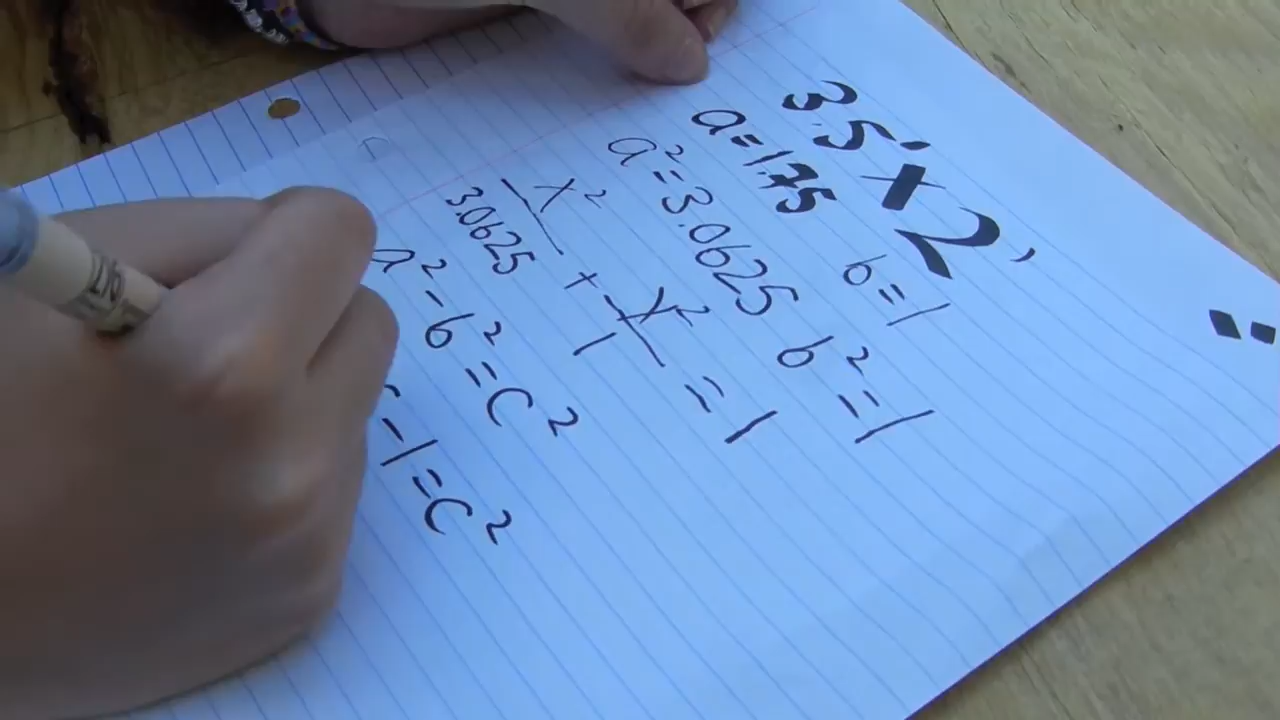 3.5' x 2'
a=1.75 b=1
a²=3.0625 b²=1
x²/3.0625 + y²/1 = 1
a²-b²=c²
-1=c²